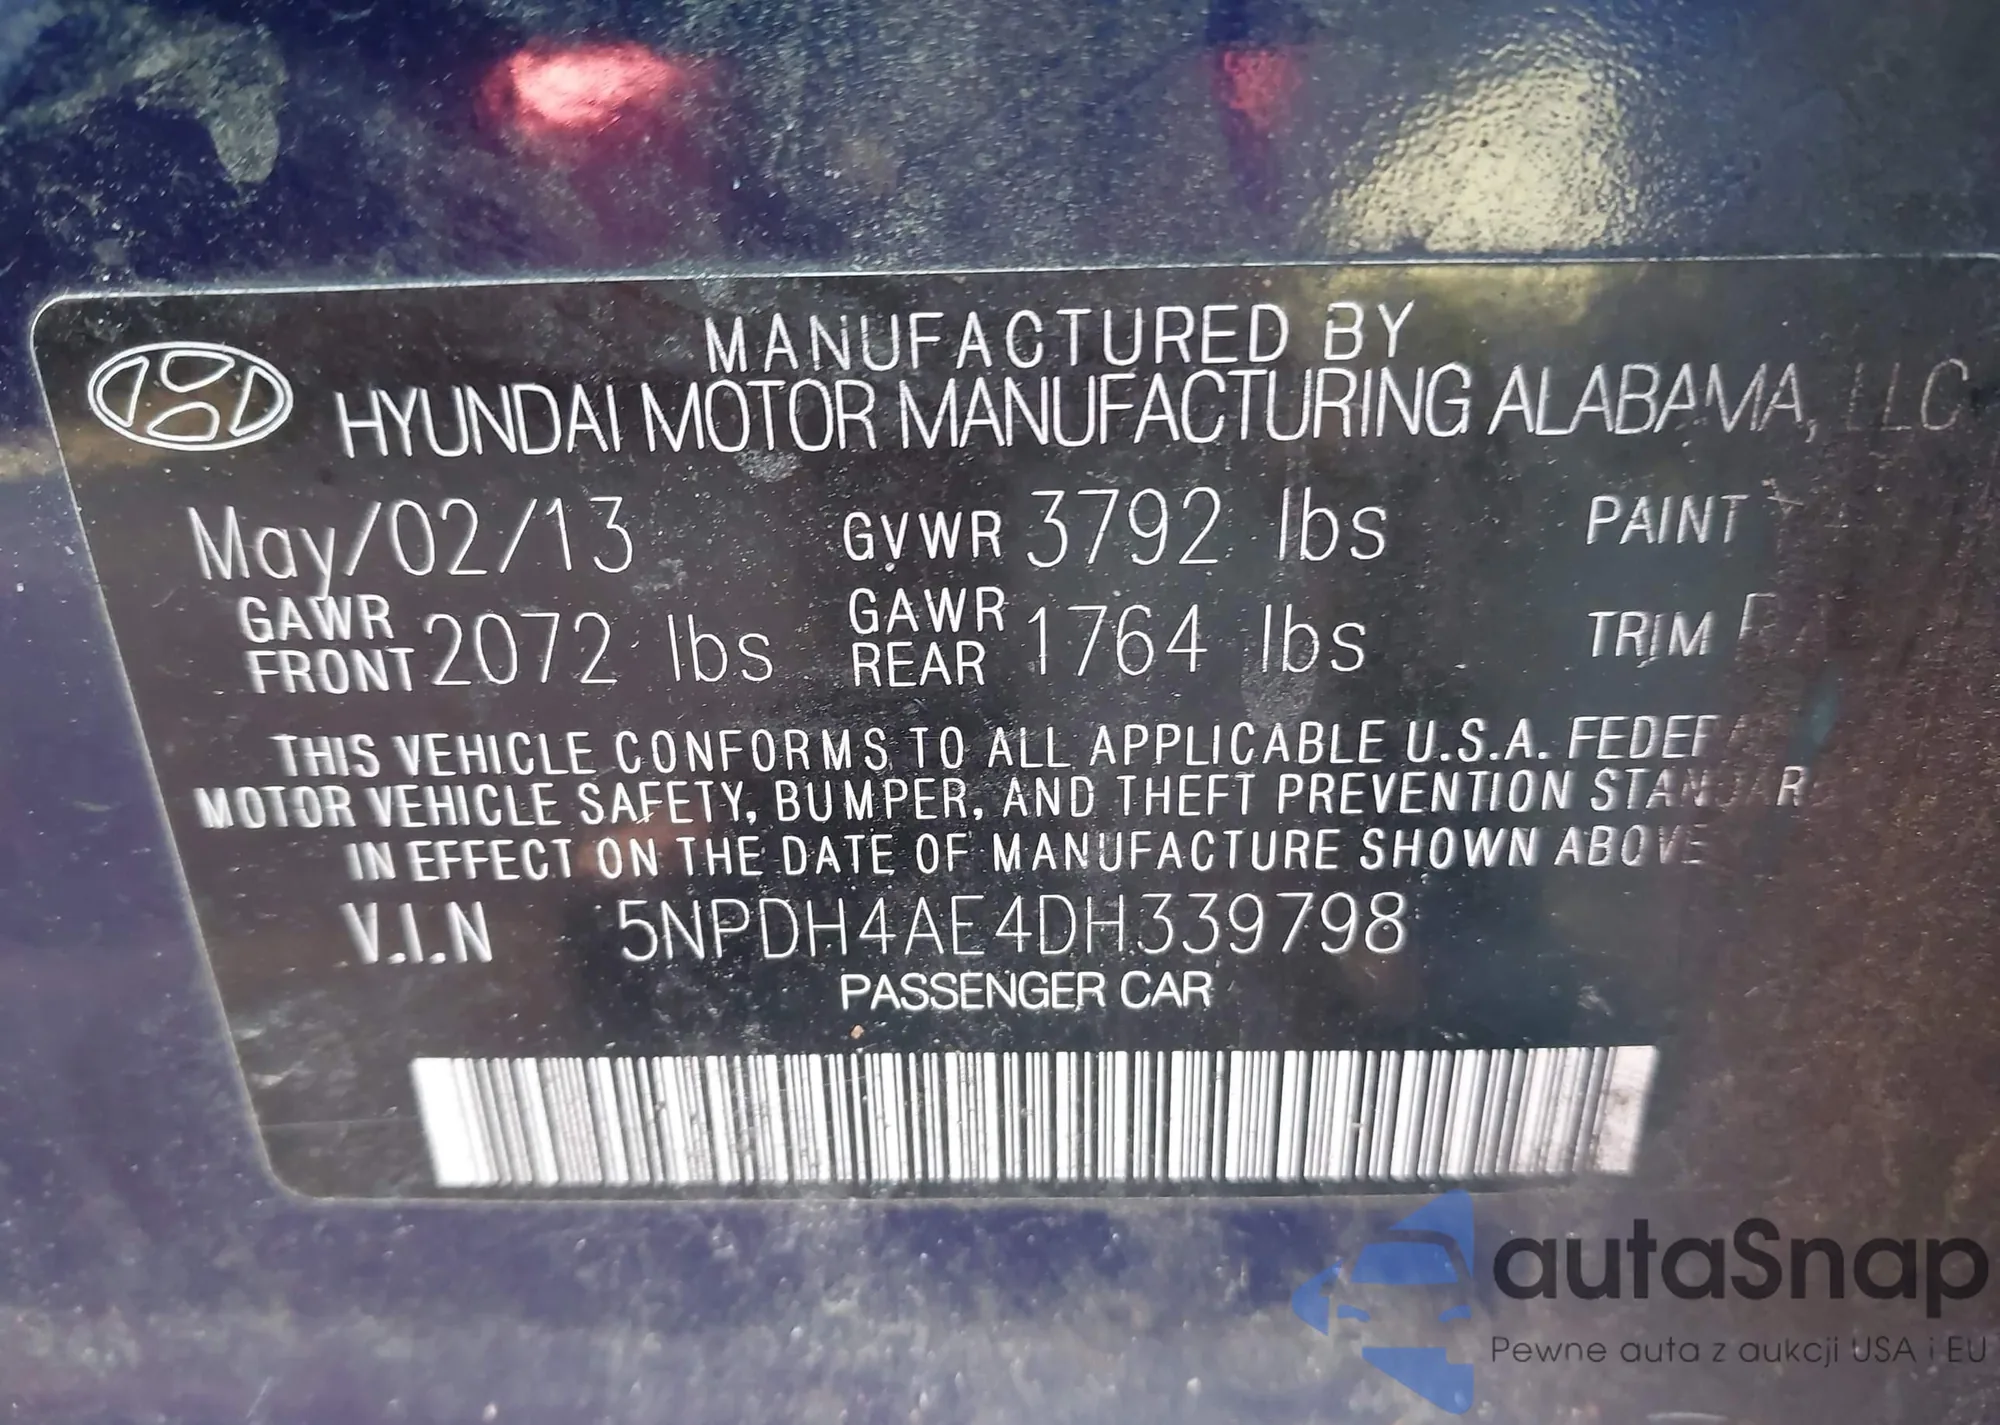 MANUFACTURED BY
HYUNDAI MOTOR MANUFACTURING ALABAMA, LLC
May/02/13 GVWR 3792 lbs PAINT
GAWR FRONT 2072 lbs GAWR REAR 1764 lbs TRIM
THIS VEHICLE CONFORMS TO ALL APPLICABLE U.S.A.
MOTOR VEHICLE SAFETY, BUMPER, AND THEFT PREVENTION
IN EFFECT ON THE DATE OF MANUFACTURE SHOWN ABOVE
V.I.N 5NPDH4AE4DH339798
PASSENGER CAR
autaSnap
Pewne auta z aukcji USA i EU